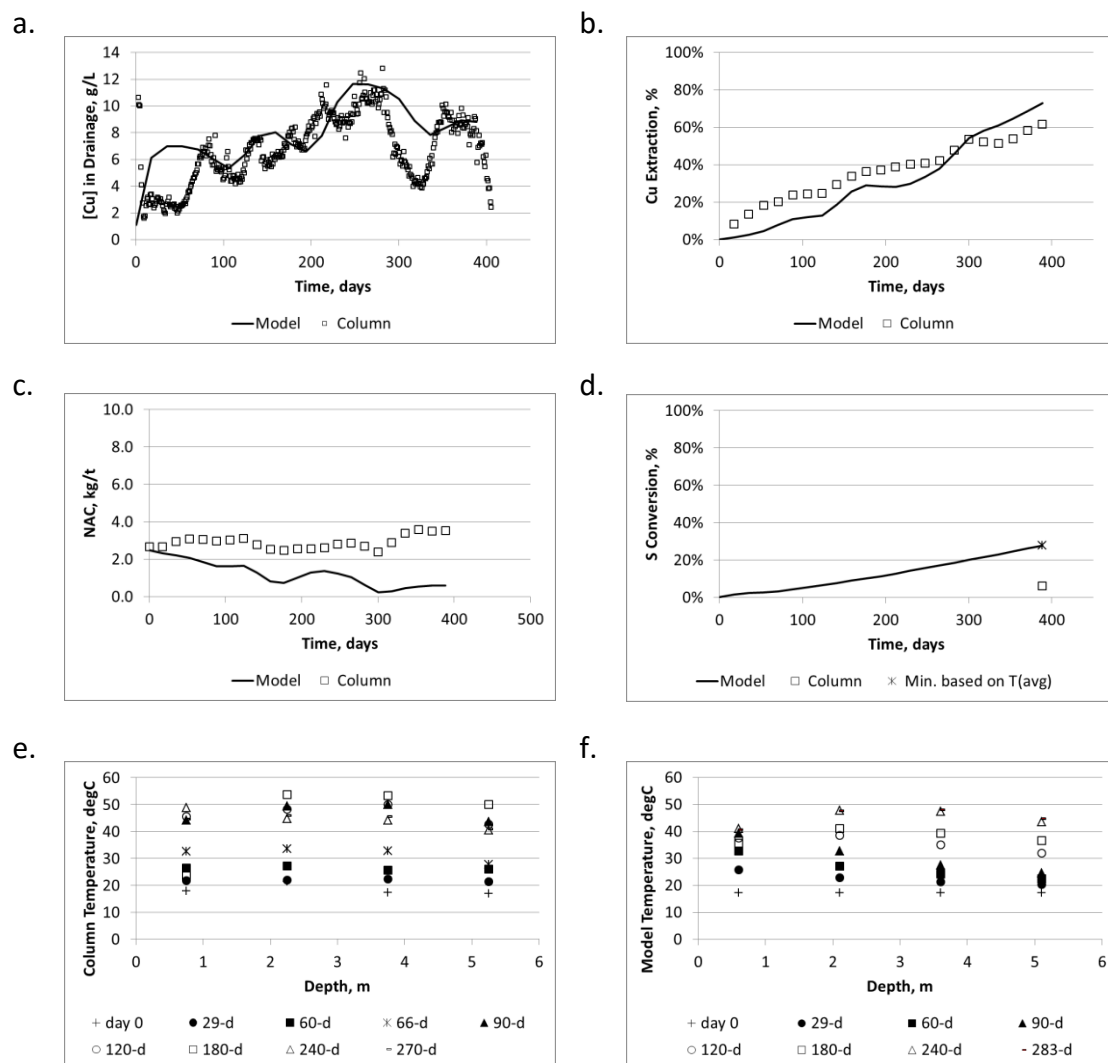 a.
14
12
10
8
6
4
2
0
[Cu] in Drainage, g/L
0 100 200 300 400
Time, days
Model Column
b.
100%
80%
60%
40%
20%
0%
Cu Extraction, %
0 100 200 300 400
Time, days
Model Column
c.
10.0
8.0
6.0
4.0
2.0
0.0
NAC, kg/t
0 100 200 300 400 500
Time, days
Model Column
d.
100%
80%
60%
40%
20%
0%
S Conversion, %
0 100 200 300 400
Time, days
Model Column Min. based on T(avg)
e.
60
50
40
30
20
10
0
Column Temperature, degC
0 1 2 3 4 5 6
Depth, m
day 0 29-d 60-d 66-d 90-d
120-d 180-d 240-d 270-d
f.
60
50
40
30
20
10
0
Model Temperature, degC
0 1 2 3 4 5 6
Depth, m
day 0 29-d 60-d 90-d
120-d 180-d 240-d 283-d